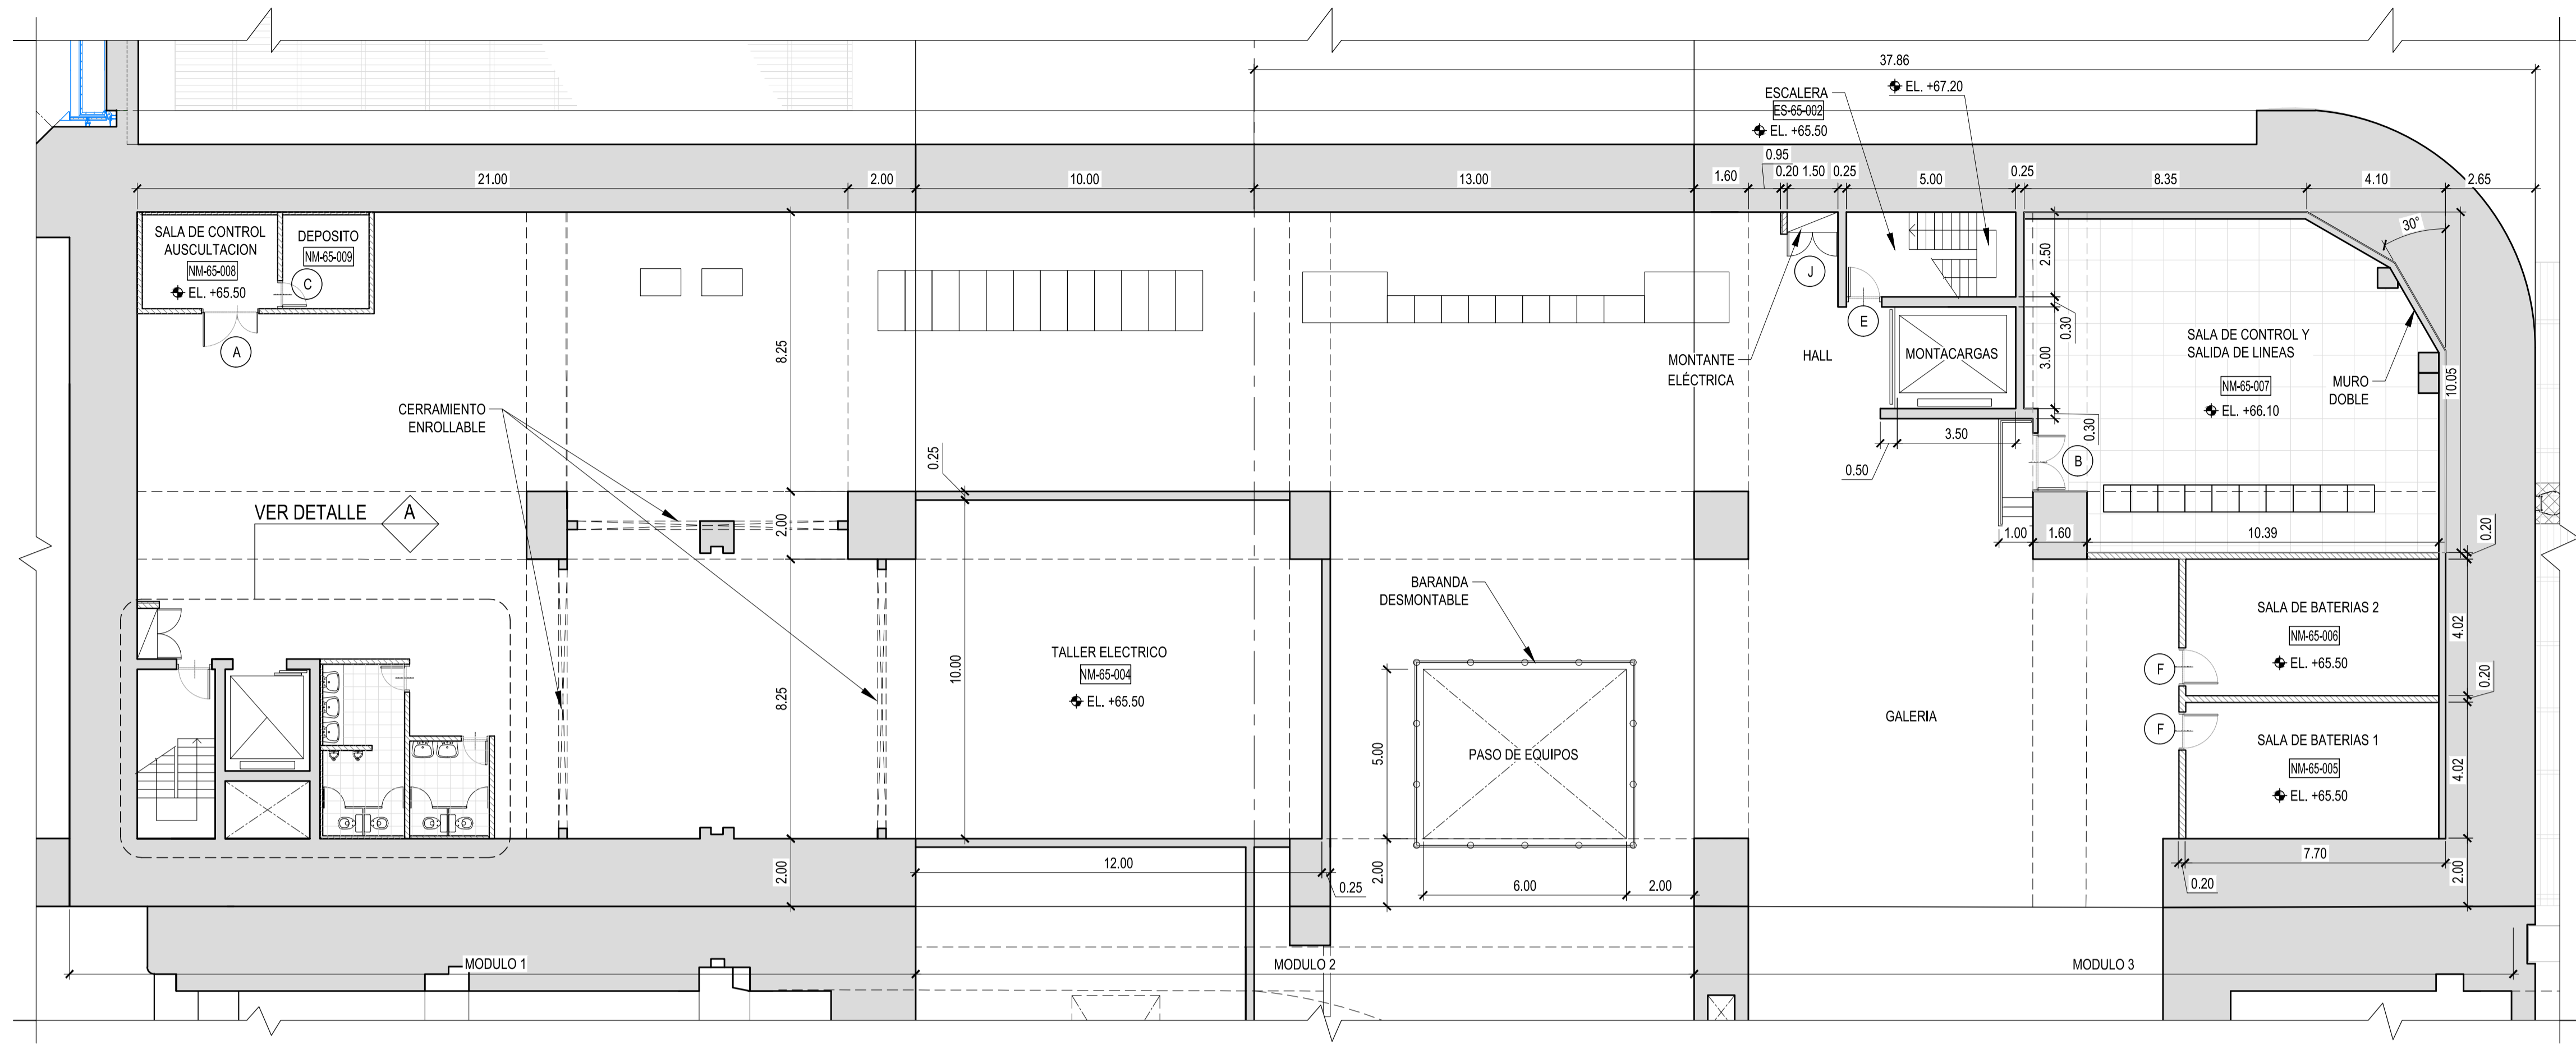 37.86
ESCALERA
ES-65-002
EL. +65.50
EL. +67.20
21.00
2.00
10.00
13.00
1.60
0.95
0.20
1.50
0.25
5.00
0.25
8.35
4.10
2.65
SALA DE CONTROL
AUSCULTACION
NM-65-008
EL. +65.50
DEPOSITO
NM-65-009
C
A
J
E
30°
2.50
0.30
3.00
0.30
8.25
MONTANTE
ELÉCTRICA
HALL
MONTACARGAS
SALA DE CONTROL Y
SALIDA DE LINEAS
NM-65-007
EL. +66.10
MURO
DOBLE
10.05
CERRAMIENTO
ENROLLABLE
3.50
0.50
B
0.25
VER DETALLE
A
2.00
1.00
1.60
10.39
0.20
BARANDA
DESMONTABLE
TALLER ELECTRICO
NM-65-004
EL. +65.50
10.00
8.25
SALA DE BATERIAS 2
NM-65-006
EL. +65.50
4.02
F
0.20
GALERIA
F
PASO DE EQUIPOS
5.00
SALA DE BATERIAS 1
NM-65-005
EL. +65.50
4.02
2.00
12.00
0.25
2.00
6.00
2.00
7.70
0.20
2.00
MODULO 1
MODULO 2
MODULO 3